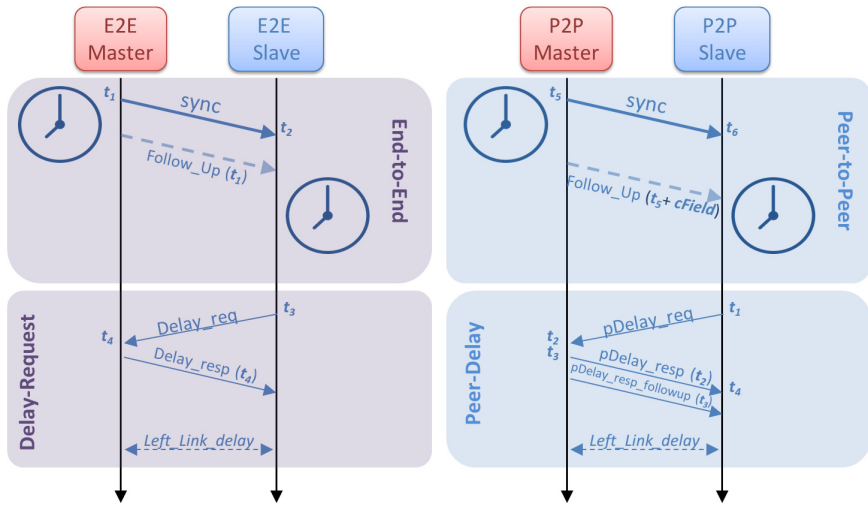 E2E
Master
E2E
Slave
P2P
Master
P2P
Slave
t1
sync
t2
Follow_Up (t1)
End-to-End
t5
sync
t6
Follow_Up (t5+ cField)
Peer-to-Peer
Delay-Request
t3
Delay_req
t4
Delay_resp (t4)
Left_Link_delay
Peer-Delay
t1
pDelay_req
t2
t3
pDelay_resp (t2)
t4
pDelay_resp_followup (t3)
Left_Link_delay